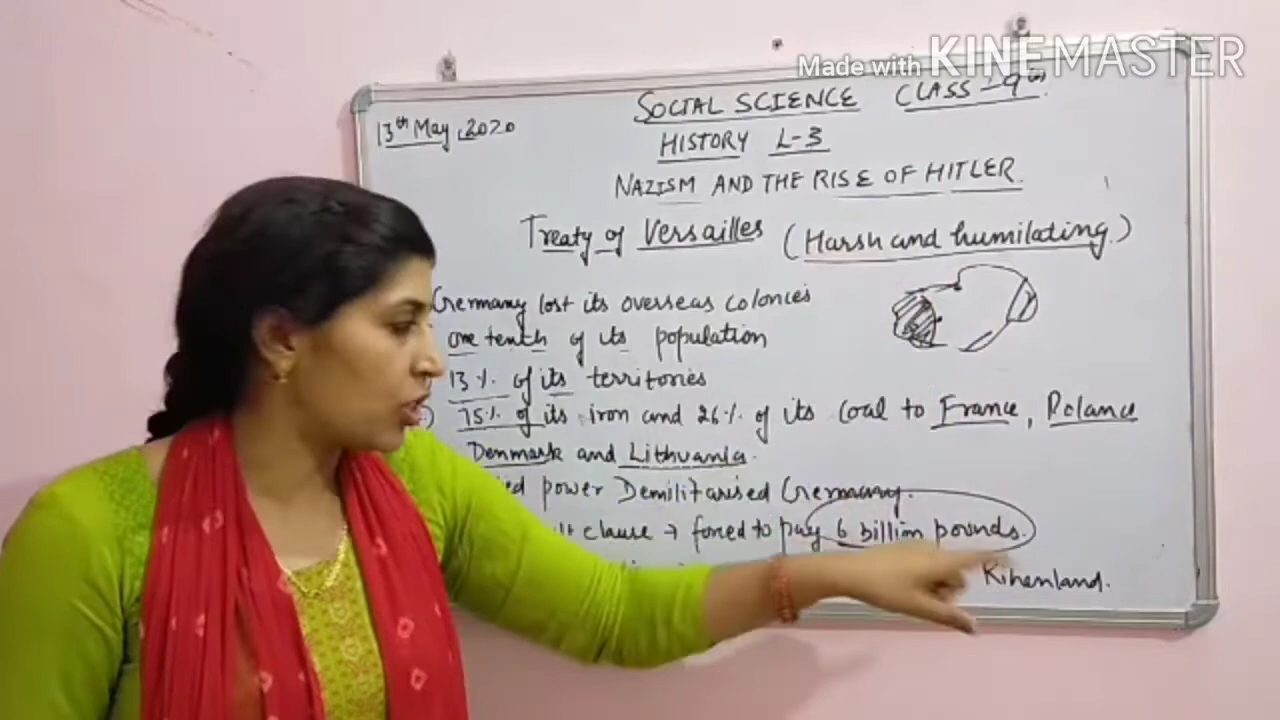 Made with KINEMASTER
SOCIAL SCIENCE CLASS - 9th
13th May, 2020
HISTORY L-3
NAZISM AND THE RISE OF HITLER.
Treaty of Versailles (Harsh and humilating.)
Germany lost its overseas colonies
one tenth of its population
13 % of its territories
75% of its iron and 26% of its Coal to France, Polance
Denmark and Lithuania.
power Demilitarised Germany.
clause → forced to pay 6 billion pounds.
Rihenland.